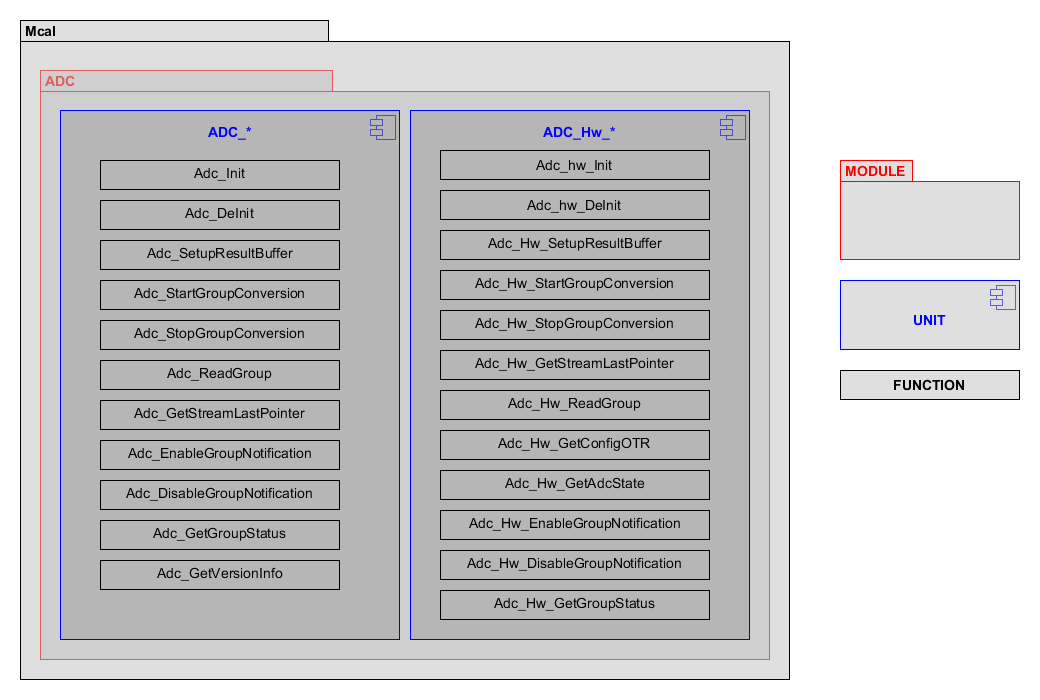 Mcal
ADC
ADC_*
Adc_Init
Adc_DeInit
Adc_SetupResultBuffer
Adc_StartGroupConversion
Adc_StopGroupConversion
Adc_ReadGroup
Adc_GetStreamLastPointer
Adc_EnableGroupNotification
Adc_DisableGroupNotification
Adc_GetGroupStatus
Adc_GetVersionInfo
ADC_Hw_*
Adc_hw_Init
Adc_hw_DeInit
Adc_Hw_SetupResultBuffer
Adc_Hw_StartGroupConversion
Adc_Hw_StopGroupConversion
Adc_Hw_GetStreamLastPointer
Adc_Hw_ReadGroup
Adc_Hw_GetConfigOTR
Adc_Hw_GetAdcState
Adc_Hw_EnableGroupNotification
Adc_Hw_DisableGroupNotification
Adc_Hw_GetGroupStatus
MODULE
UNIT
FUNCTION